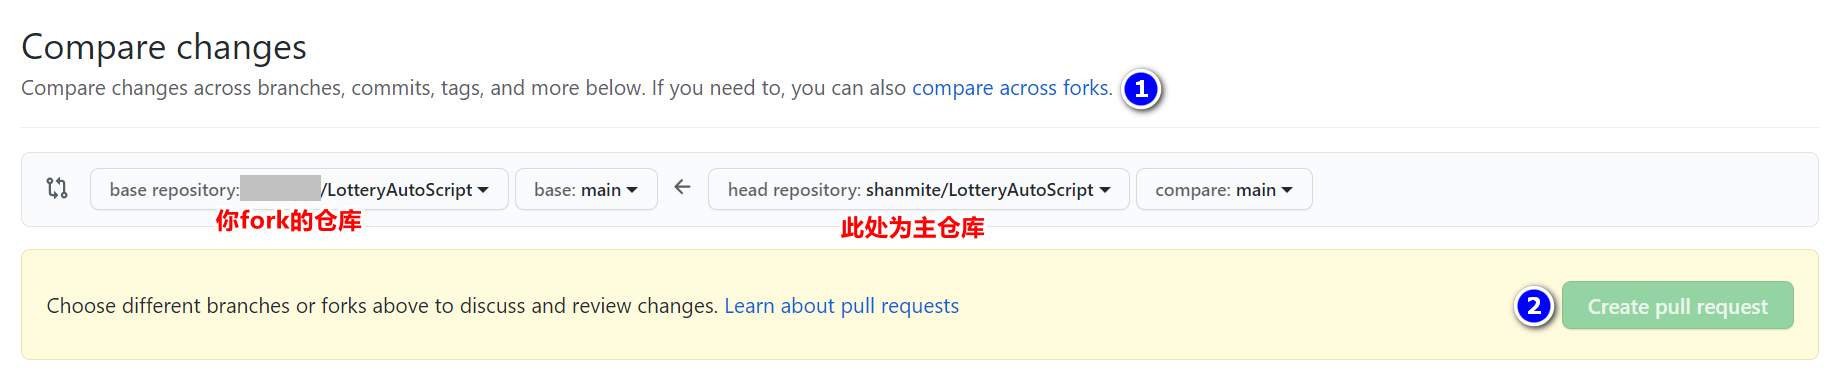 Compare changes
Compare changes across branches, commits, tags, and more below. If you need to, you can also compare across forks. 1
base repository: /LotteryAutoScript base: main ← head repository: shanmite/LotteryAutoScript compare: main
你fork的仓库 此处为主仓库
Choose different branches or forks above to discuss and review changes. Learn about pull requests 2 Create pull request